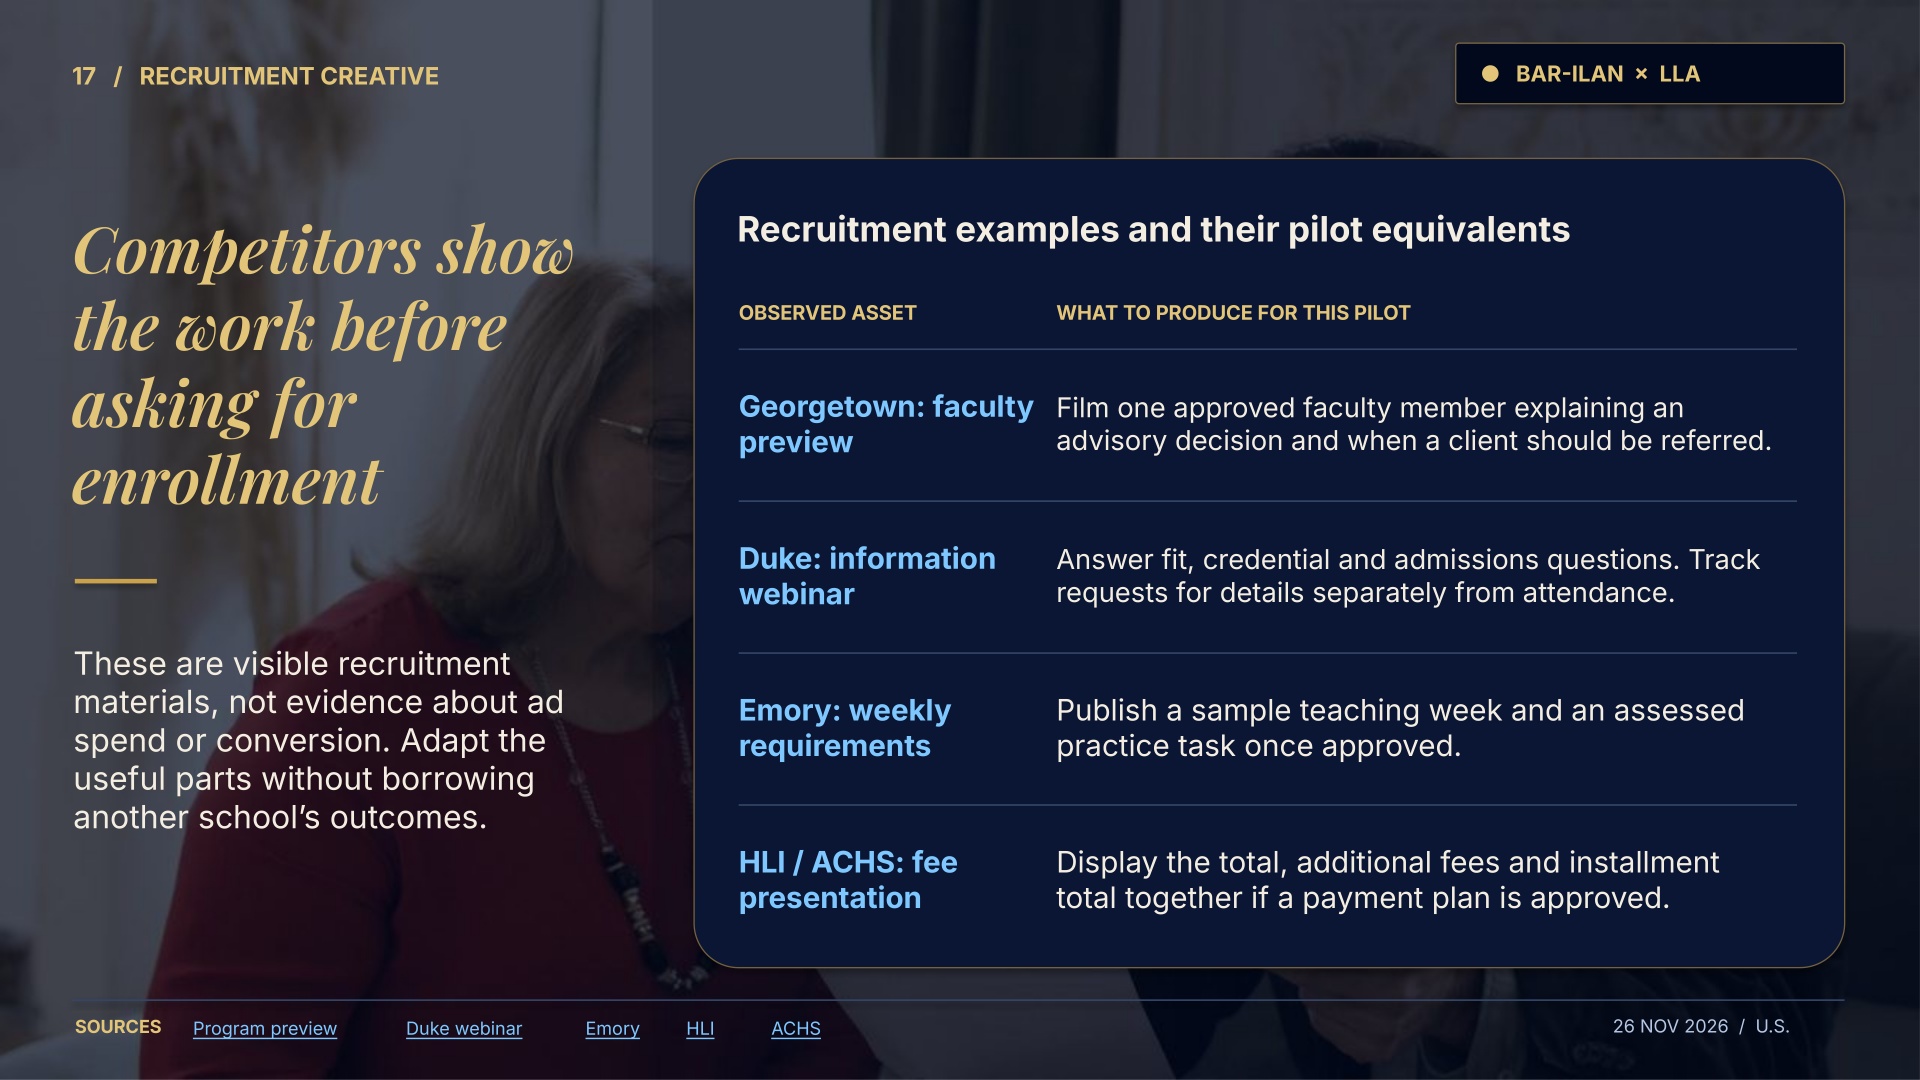 17 / RECRUITMENT CREATIVE
BAR-ILAN × LLA
Competitors show
the work before
asking for
enrollment
These are visible recruitment
materials, not evidence about ad
spend or conversion. Adapt the
useful parts without borrowing
another school’s outcomes.
Recruitment examples and their pilot equivalents
OBSERVED ASSET WHAT TO PRODUCE FOR THIS PILOT
Georgetown: faculty
preview
Film one approved faculty member explaining an
advisory decision and when a client should be referred.
Duke: information
webinar
Answer fit, credential and admissions questions. Track
requests for details separately from attendance.
Emory: weekly
requirements
Publish a sample teaching week and an assessed
practice task once approved.
HLI / ACHS: fee
presentation
Display the total, additional fees and installment
total together if a payment plan is approved.
SOURCES Program preview Duke webinar Emory HLI ACHS
26 NOV 2026 / U.S.